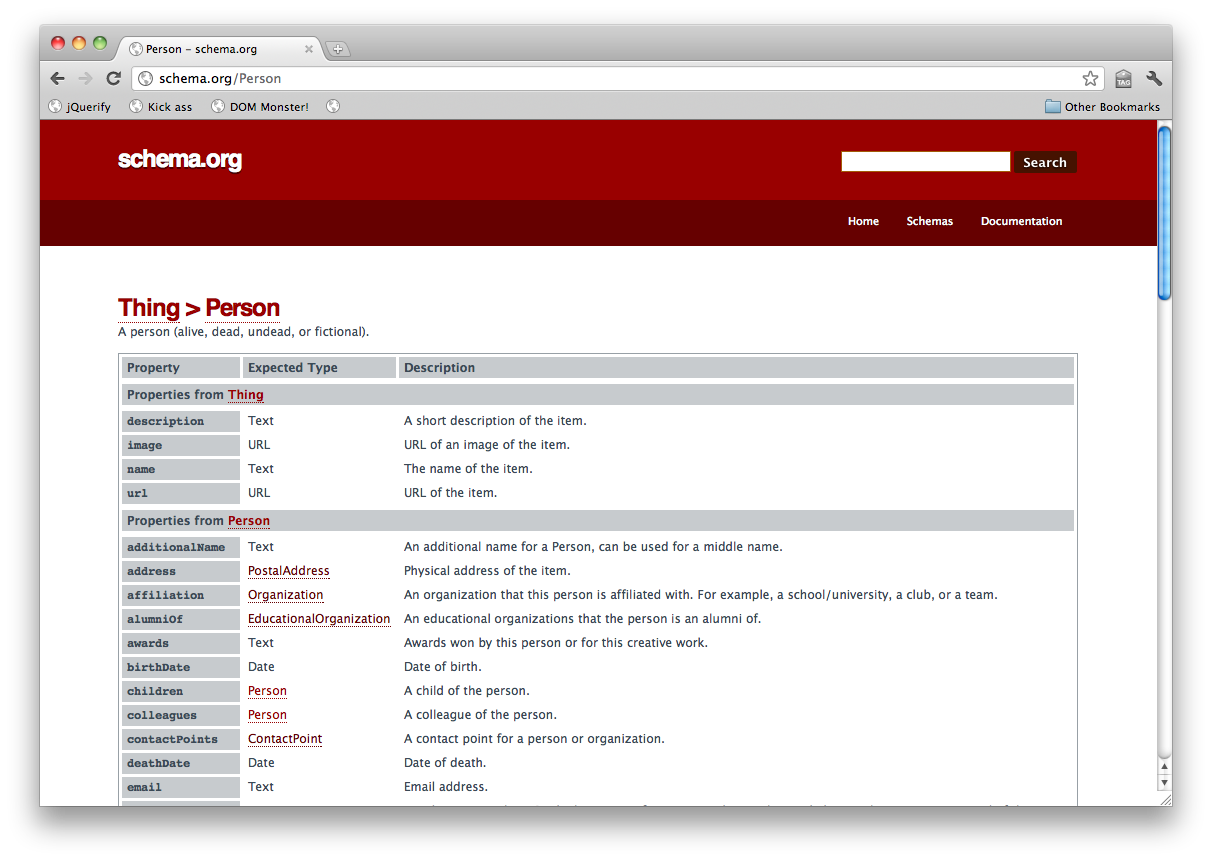 Person – schema.org
schema.org/Person
jQuerify Kick ass DOM Monster! Other Bookmarks
TAG
schema.org
Search
Home Schemas Documentation
Thing > Person
A person (alive, dead, undead, or fictional).
Property Expected Type Description
Properties from Thing
description Text A short description of the item.
image URL URL of an image of the item.
name Text The name of the item.
url URL URL of the item.
Properties from Person
additionalName Text An additional name for a Person, can be used for a middle name.
address PostalAddress Physical address of the item.
affiliation Organization An organization that this person is affiliated with. For example, a school/university, a club, or a team.
alumniOf EducationalOrganization An educational organizations that the person is an alumni of.
awards Text Awards won by this person or for this creative work.
birthDate Date Date of birth.
children Person A child of the person.
colleagues Person A colleague of the person.
contactPoints ContactPoint A contact point for a person or organization.
deathDate Date Date of death.
email Text Email address.